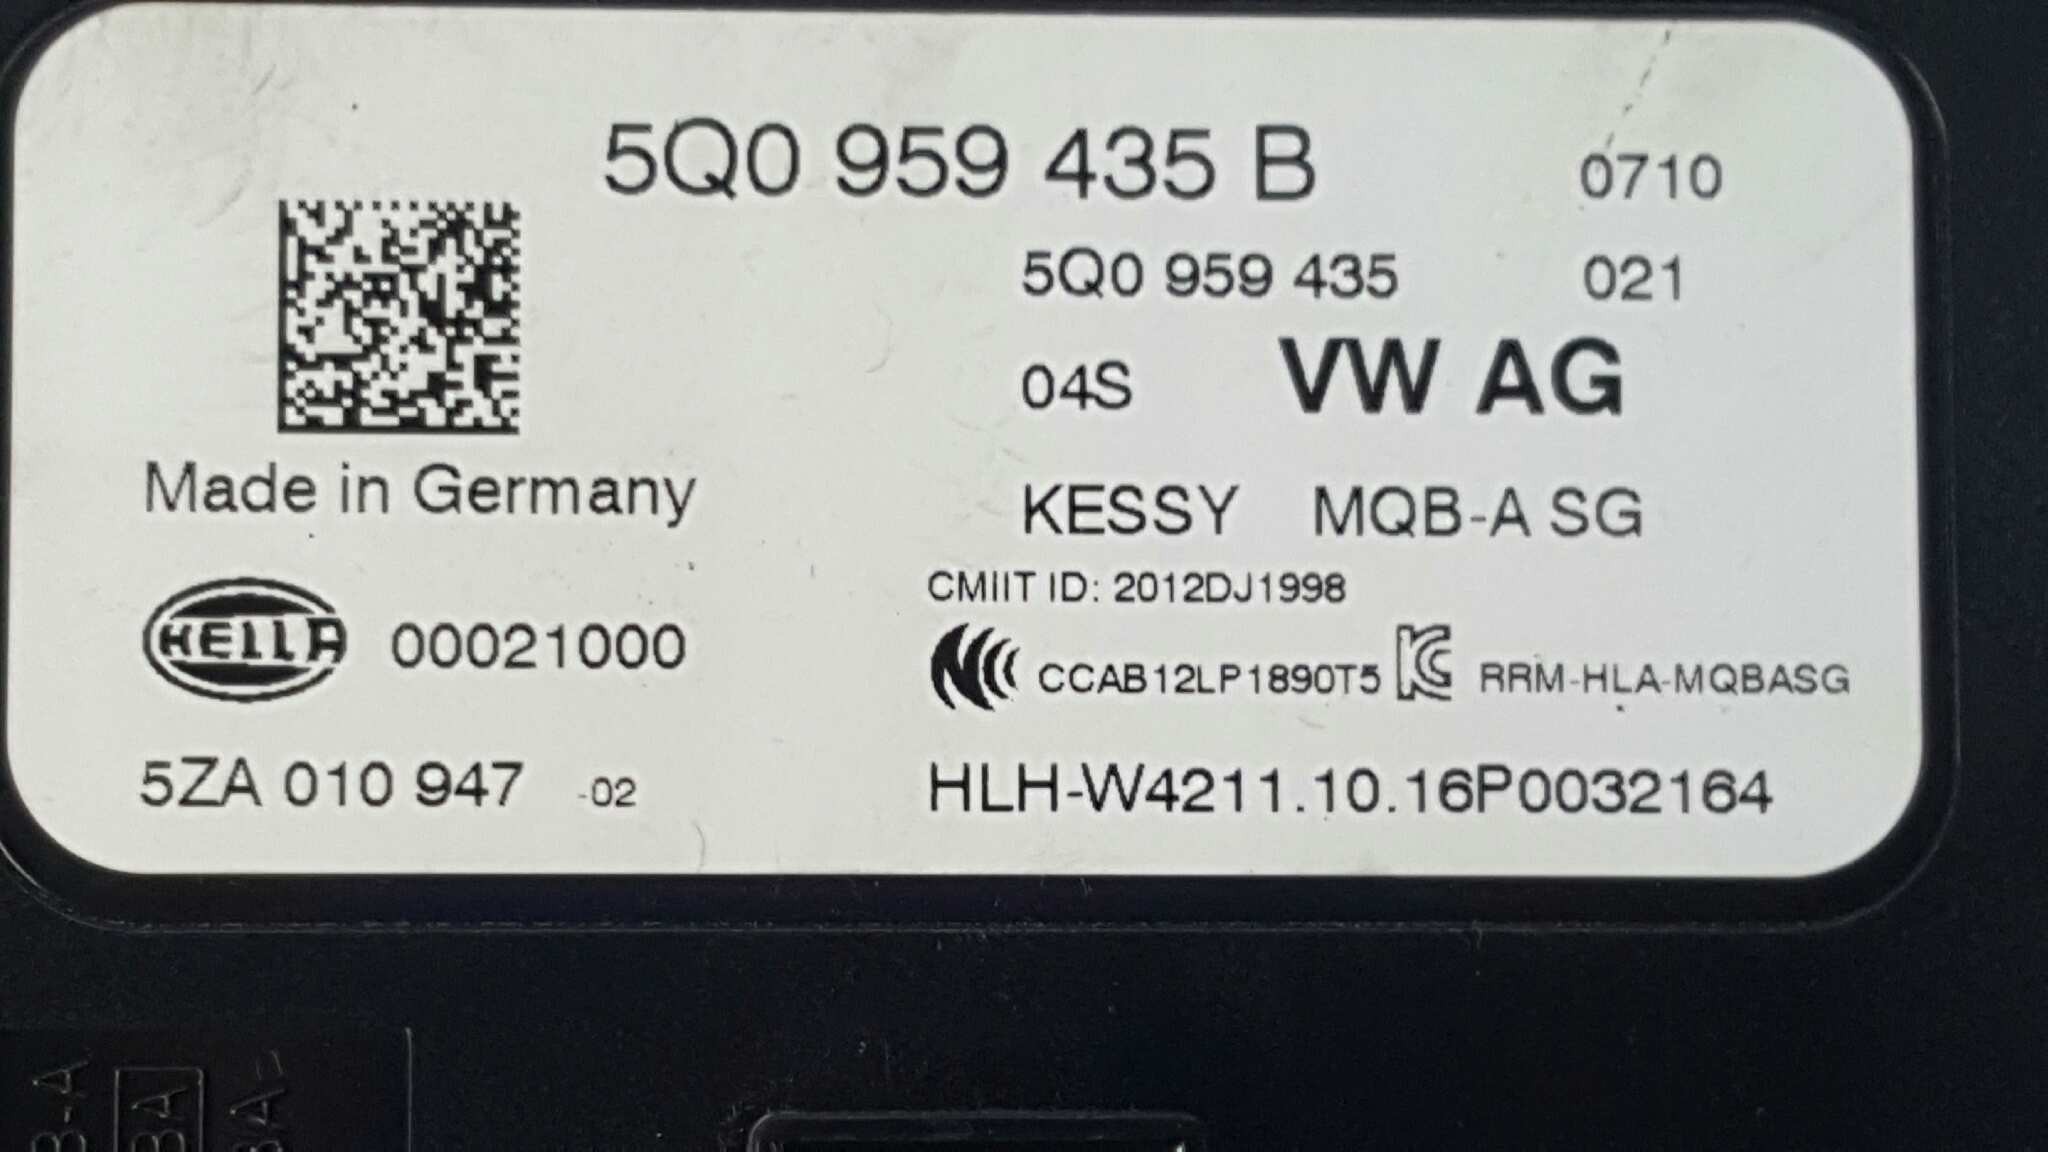 5Q0 959 435 B 0710
5Q0 959 435 021
04S VW AG
Made in Germany
KESSY MQB-A SG
CMIIT ID: 2012DJ1998
HELLA 00021000
CCAB12LP1890T5 RRM-HLA-MQBASG
5ZA 010 947 -02
HLH-W4211.10.16P0032164